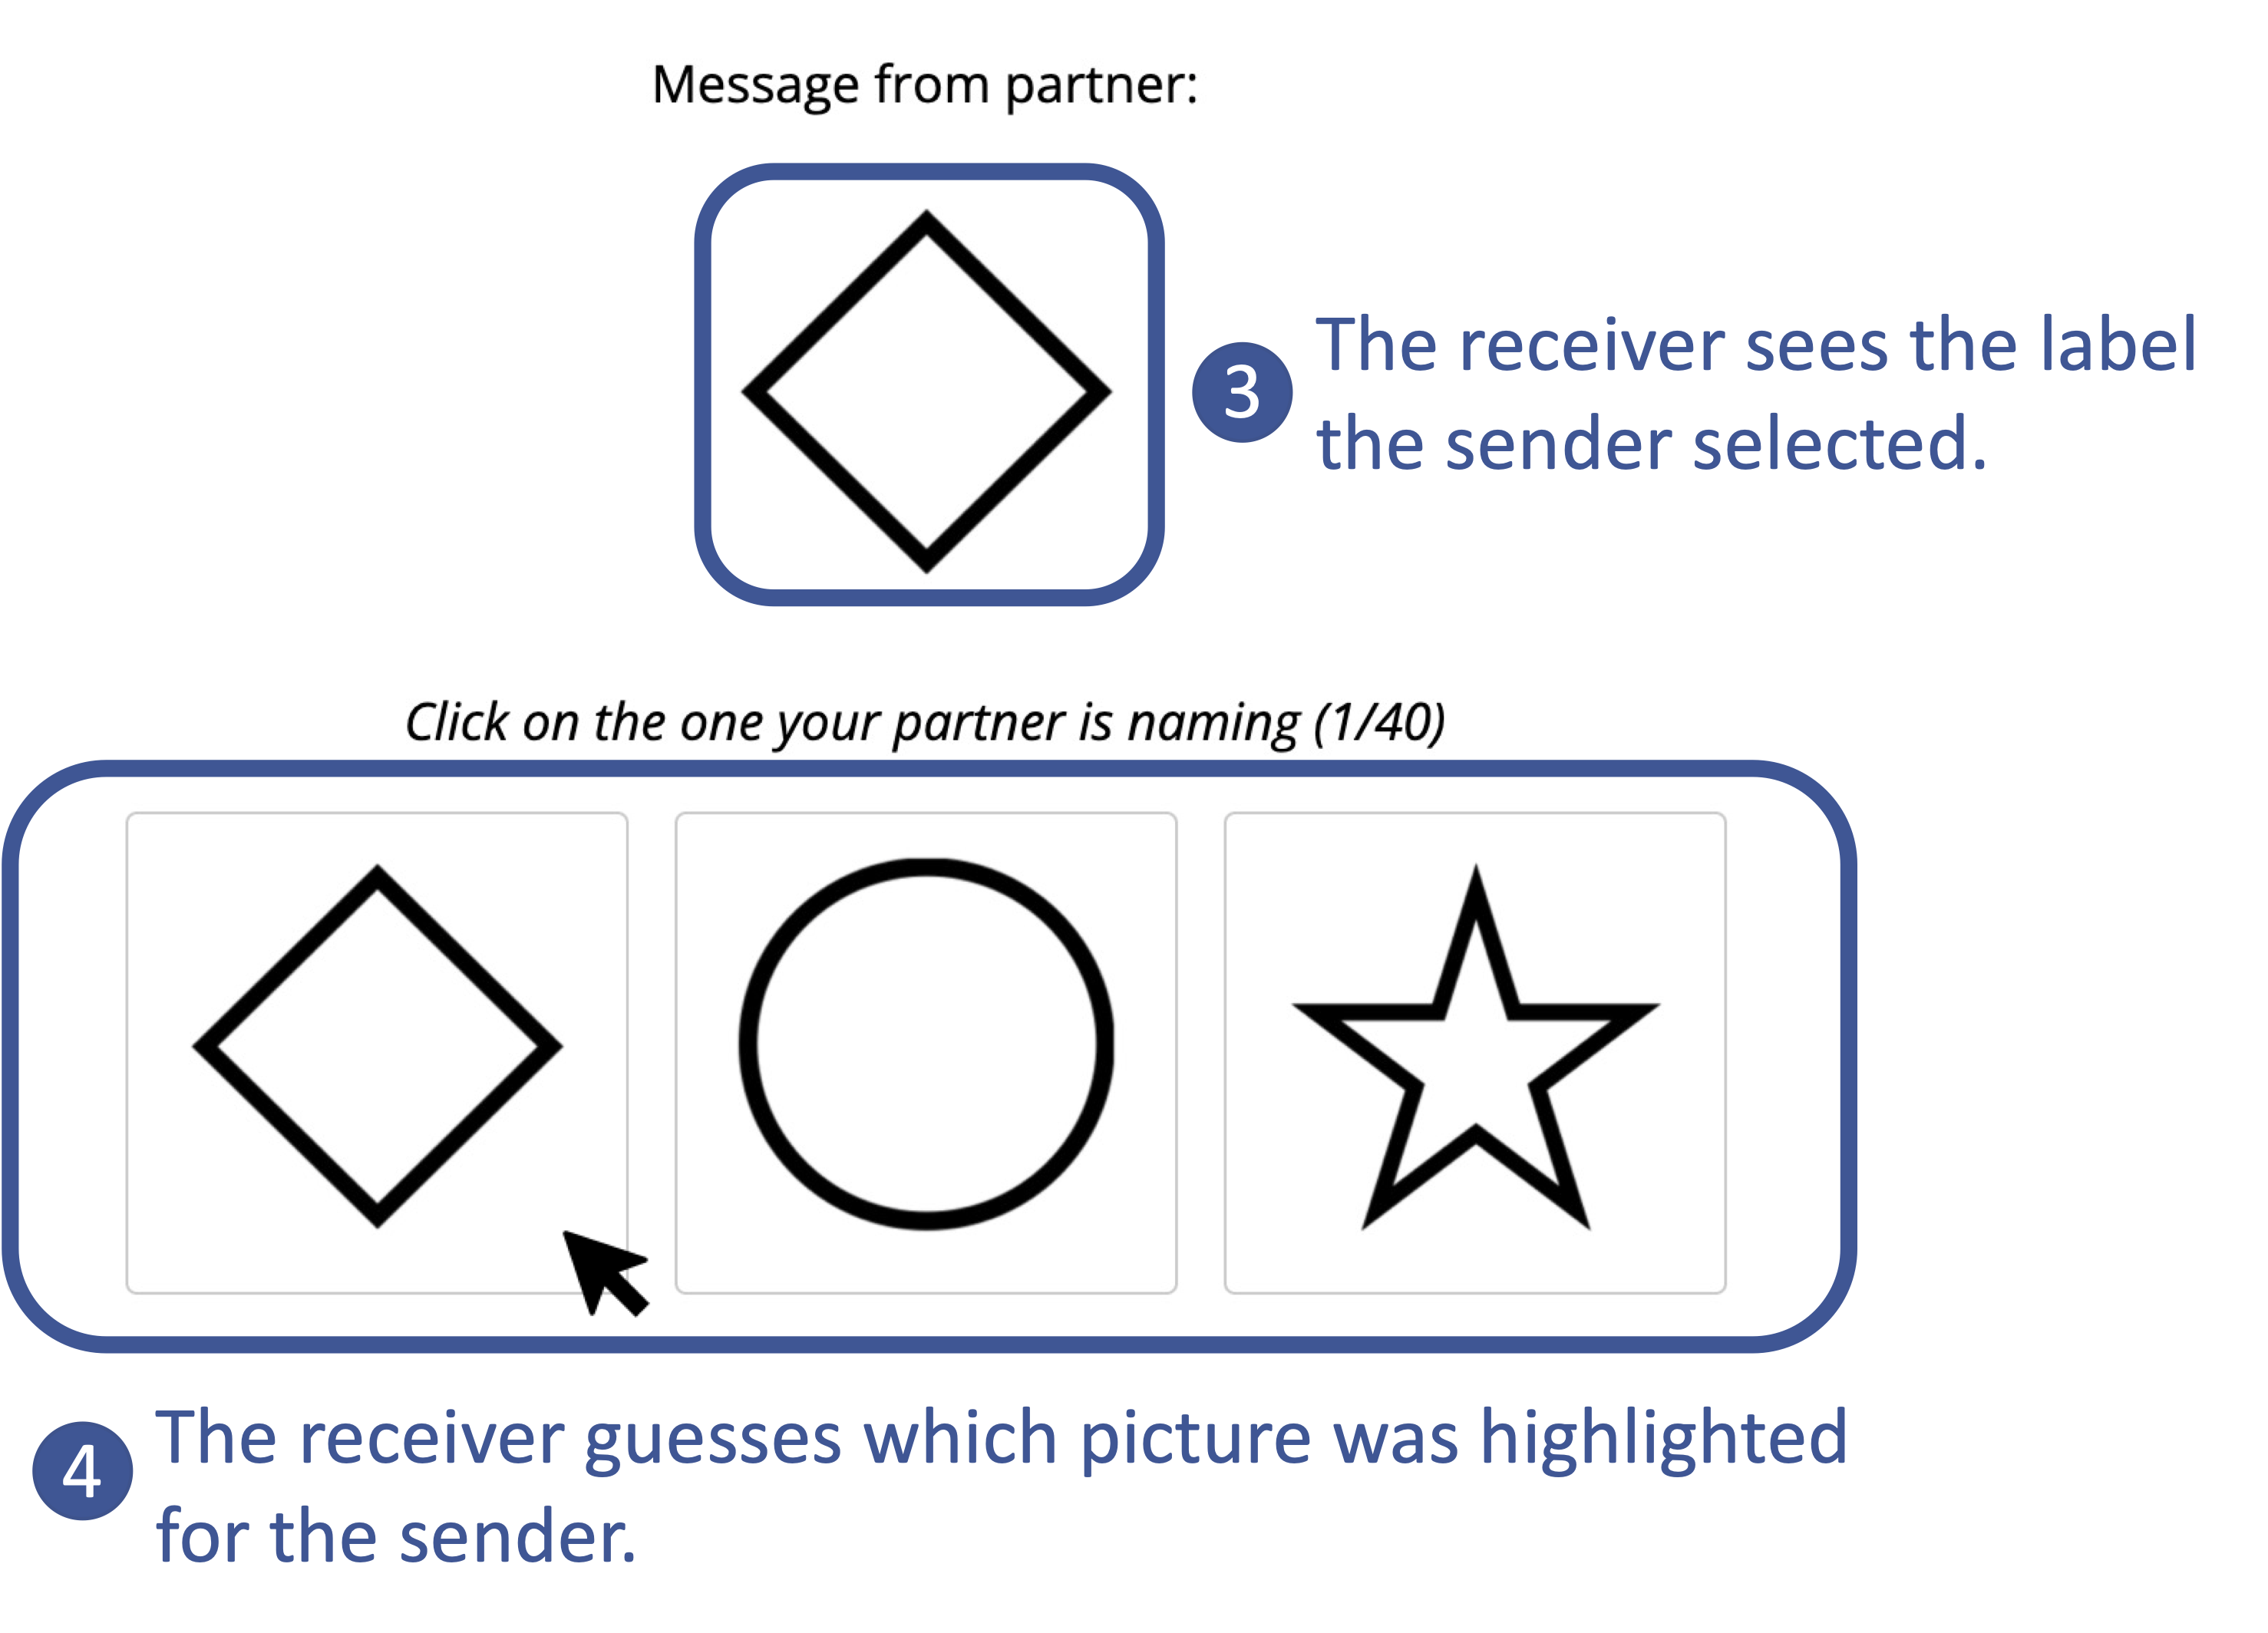 Message from partner:
3
The receiver sees the label
the sender selected.
Click on the one your partner is naming (1/40)
4
The receiver guesses which picture was highlighted
for the sender.